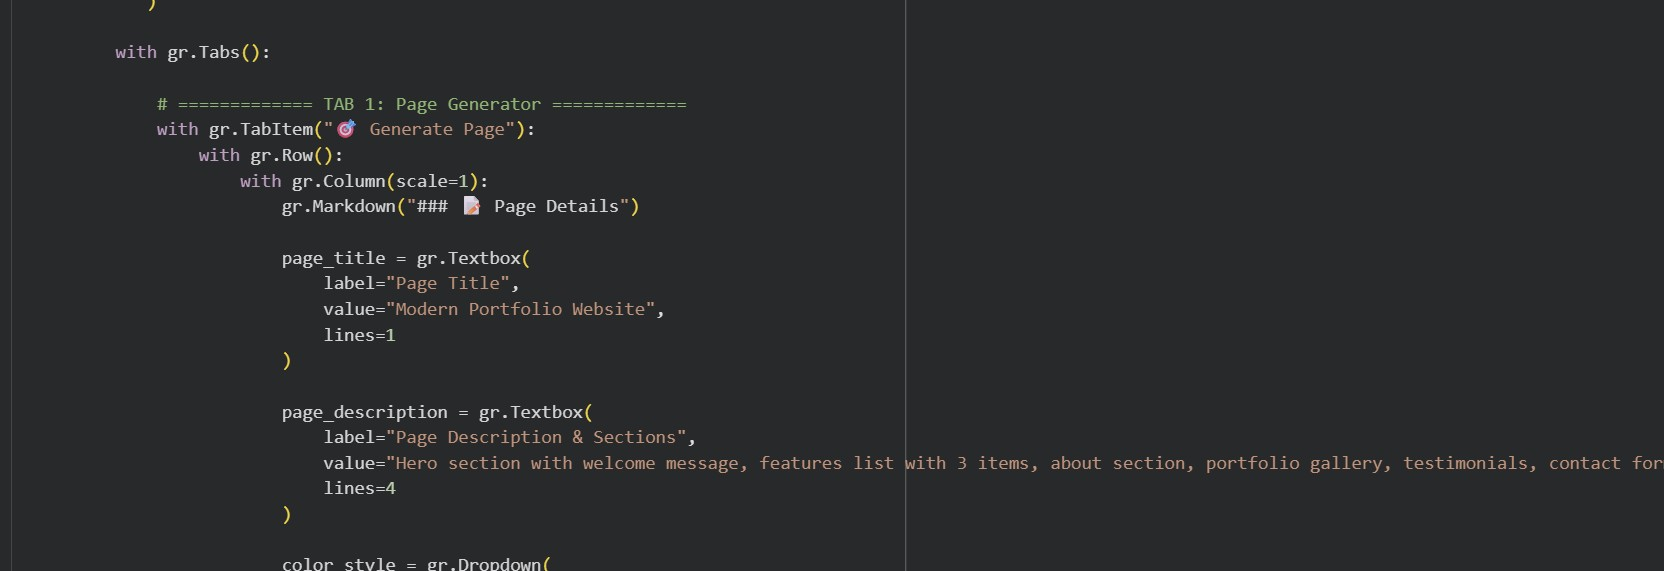 )
with gr.Tabs():
# ============= TAB 1: Page Generator =============
with gr.TabItem("🎯 Generate Page"):
with gr.Row():
with gr.Column(scale=1):
gr.Markdown("### 📝 Page Details")
page_title = gr.Textbox(
label="Page Title",
value="Modern Portfolio Website",
lines=1
)
page_description = gr.Textbox(
label="Page Description & Sections",
value="Hero section with welcome message, features list with 3 items, about section, portfolio gallery, testimonials, contact for
lines=4
)
color_style = gr.Dropdown(